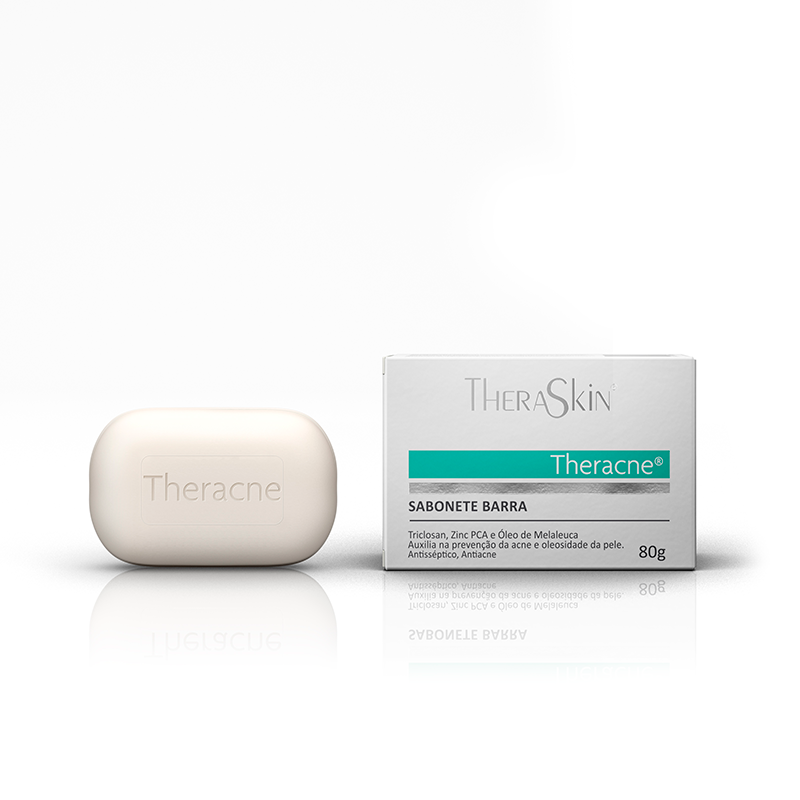 Theracne
TheraSkin
Theracne®
SABONETE BARRA
Triclosan, Zinc PCA e Óleo de Melaleuca
Auxilia na prevenção da acne e oleosidade da pele.
Antisséptico, Antiacne
80g